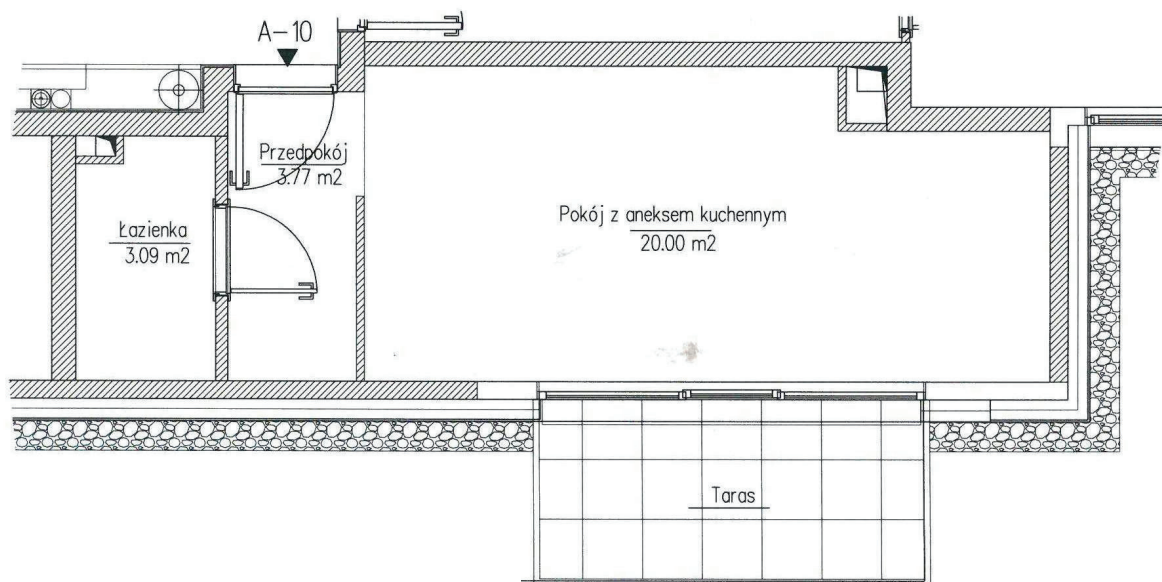 A-10
Przedpokój
3.77 m2
Łazienka
3.09 m2
Pokój z aneksem kuchennym
20.00 m2
Taras